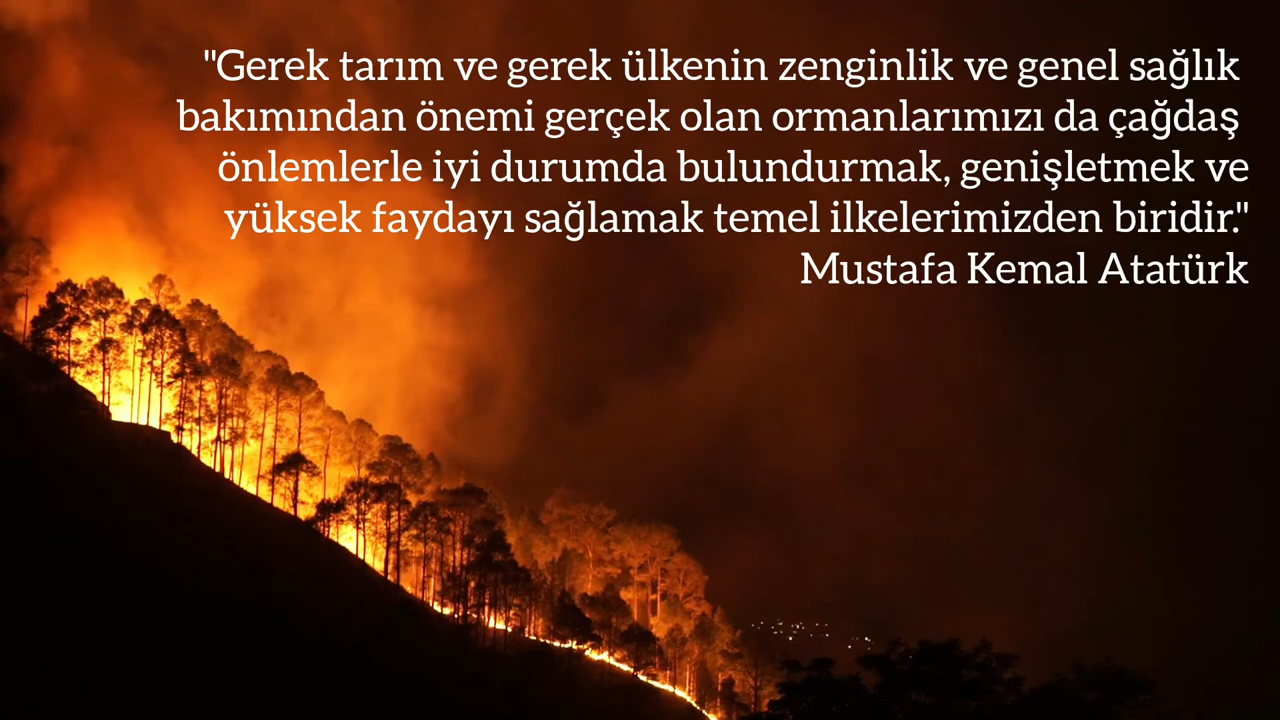 "Gerek tarım ve gerek ülkenin zenginlik ve genel sağlık
bakımından önemi gerçek olan ormanlarımızı da çağdaş
önlemlerle iyi durumda bulundurmak, genişletmek ve
yüksek faydayı sağlamak temel ilkelerimizden biridir."
Mustafa Kemal Atatürk